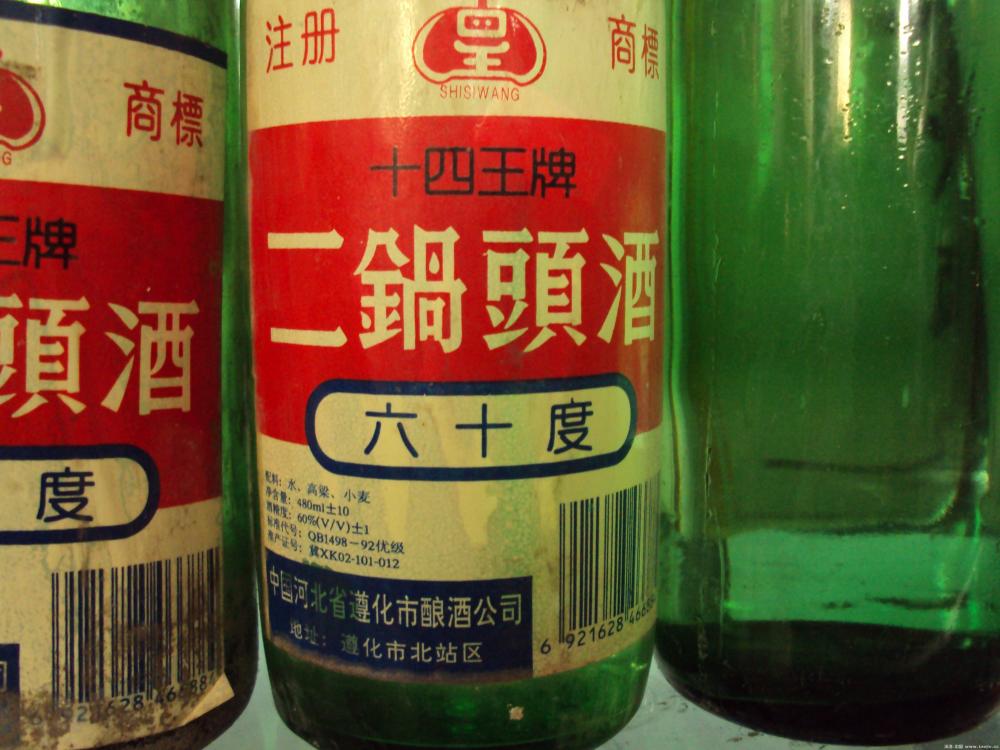 商標
王牌
頭酒
度
注册
商標
SHISIWANG
十四王牌
二鍋頭酒
六十度
配料：水、高粱、小麦
净含量：480ml±10
酒精度：60%(V/V)±1
标准代号：QB1498－92优级
准产证号：冀XK02-101-012
中国河北省遵化市酿酒公司
地址：遵化市北站区
6 921628